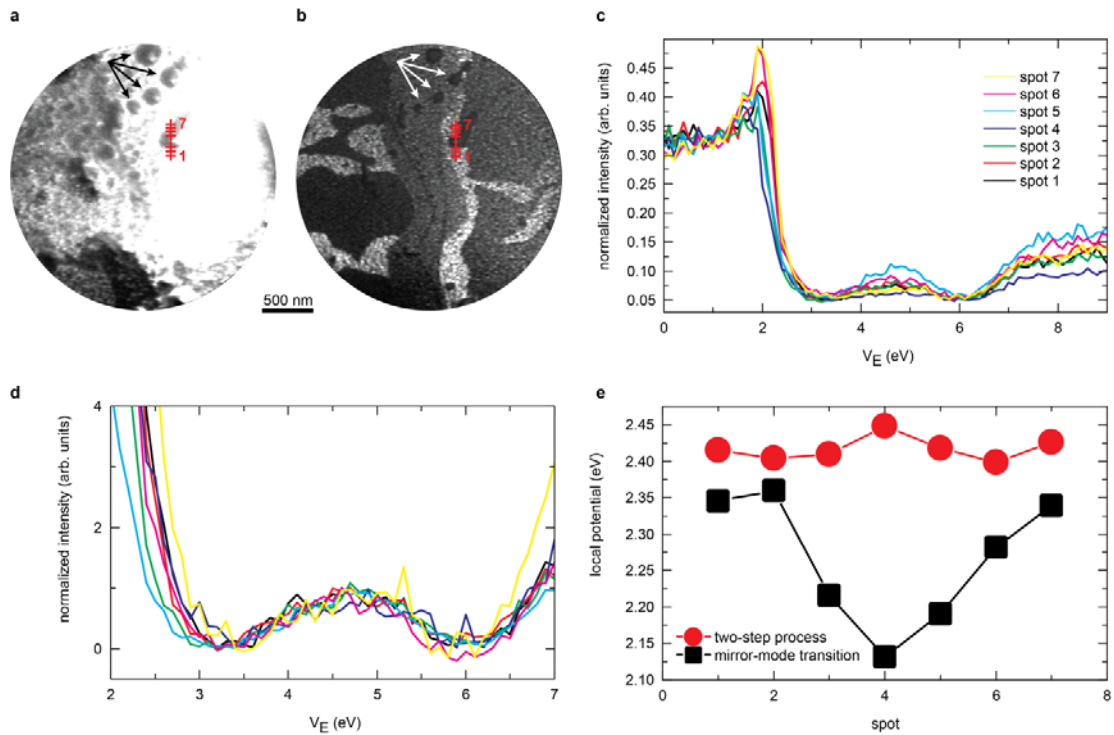 a
7
1
500 nm
b
7
1
c
normalized intensity (arb. units)
0.45
0.40
0.35
0.30
0.25
0.20
0.15
0.10
0.05
spot 7
spot 6
spot 5
spot 4
spot 3
spot 2
spot 1
0 2 4 6 8
V_E (eV)
d
normalized intensity (arb. units)
4
2
0
2 3 4 5 6 7
V_E (eV)
e
local potential (eV)
2.45
2.40
2.35
2.30
2.25
2.20
2.15
2.10
two-step process
mirror-mode transition
0 2 4 6 8
spot